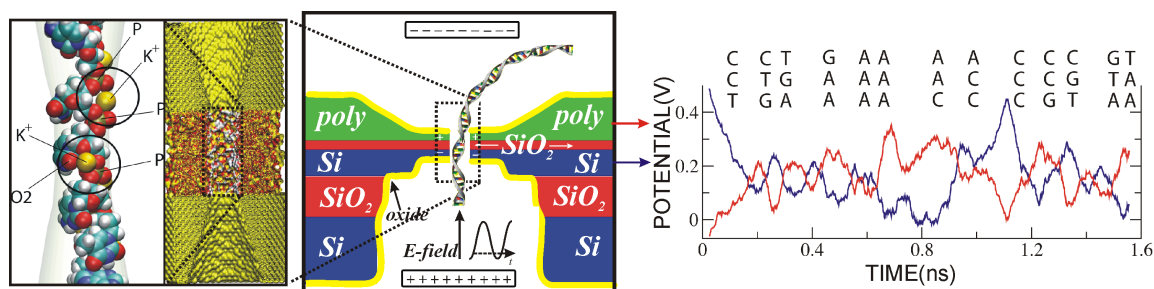 P
K+
P
K+
P
O2
– – – – – – – –
poly
poly
SiO2
Si
Si
SiO2
SiO2
oxide
Si
E-field
t
Si
+ + + + + + + + +
C C T G A A A A C C C G T
C T G A A A A C C C G T A
T G A A A A C C C G T A A
POTENTIAL(V)
0.4
0.2
0
0 0.4 0.8 1.2 1.6
TIME(ns)